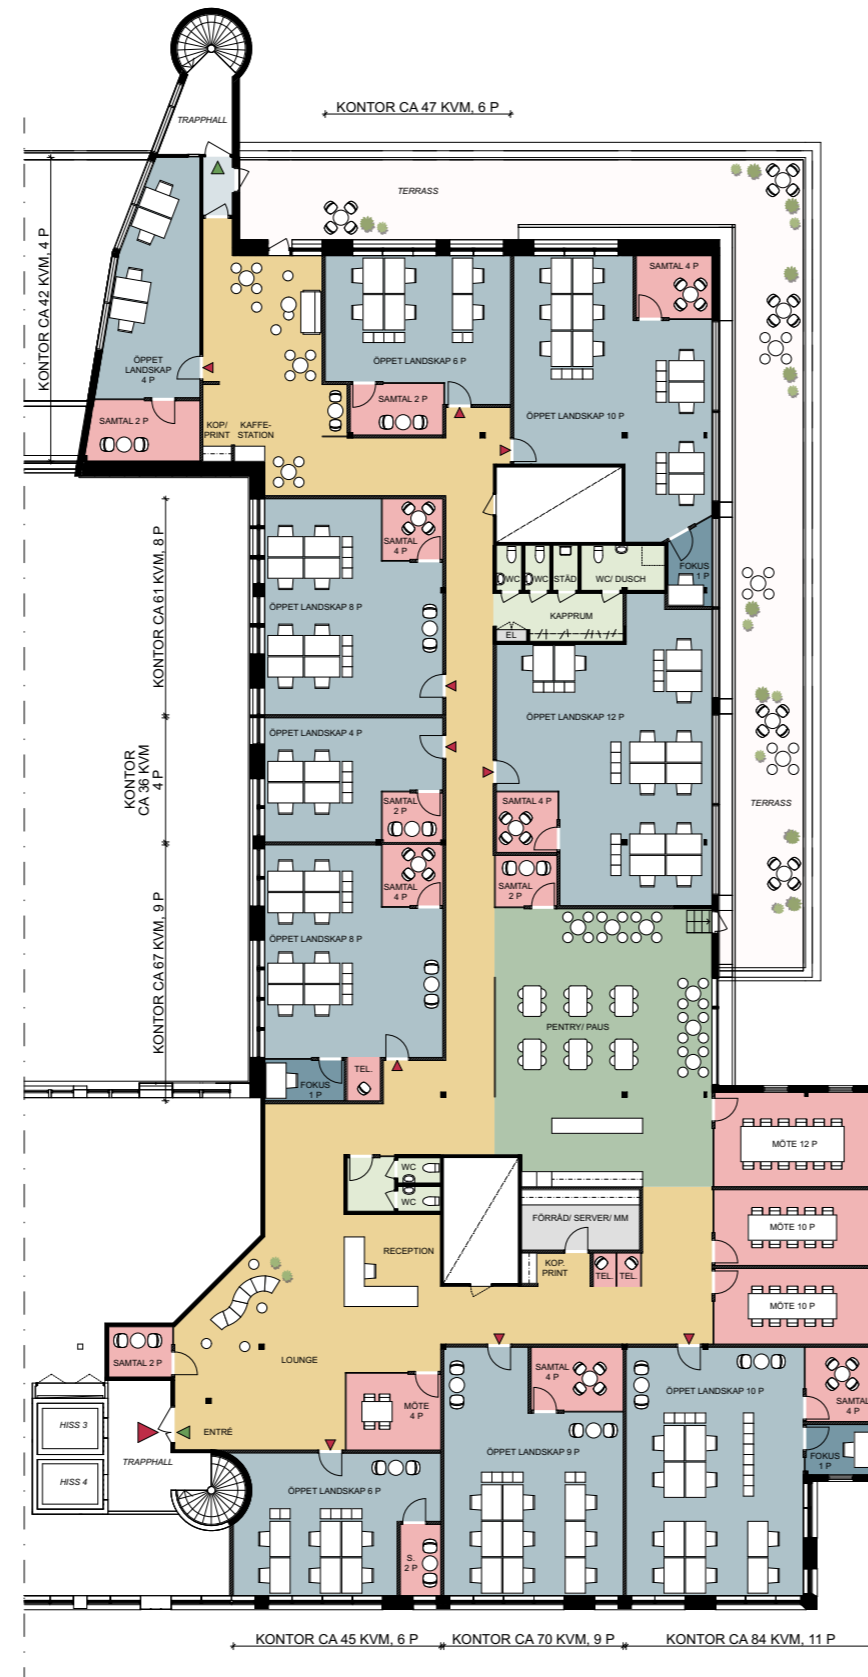 TRAPPHALL
KONTOR CA 47 KVM, 6 P
TERRASS
KONTOR CA 42 KVM, 4 P
ÖPPET
LANDSKAP
4 P
SAMTAL 2 P
KOP/
PRINT
KAFFE-
STATION
ÖPPET LANDSKAP 6 P
SAMTAL 2 P
SAMTAL 4 P
ÖPPET LANDSKAP 10 P
KONTOR CA 61 KVM, 8 P
SAMTAL
4 P
ÖPPET LANDSKAP 8 P
WC
WC
STÄD
WC/ DUSCH
FOKUS
1 P
KAPPRUM
EL
ÖPPET LANDSKAP 12 P
KONTOR
CA 36 KVM
4 P
ÖPPET LANDSKAP 4 P
SAMTAL
2 P
SAMTAL 4 P
TERRASS
KONTOR CA 67 KVM, 9 P
SAMTAL
4 P
SAMTAL
2 P
ÖPPET LANDSKAP 8 P
PENTRY/ PAUS
FOKUS
1 P
TEL.
MÖTE 12 P
WC
WC
FÖRRÅD/ SERVER/ MM
MÖTE 10 P
RECEPTION
KOP.
PRINT
TEL.
TEL.
MÖTE 10 P
SAMTAL 2 P
LOUNGE
SAMTAL
4 P
ÖPPET LANDSKAP 10 P
SAMTAL
4 P
MÖTE
4 P
HISS 3
ENTRÉ
TRAPPHALL
HISS 4
ÖPPET LANDSKAP 9 P
FOKUS
1 P
ÖPPET LANDSKAP 6 P
S.
2 P
KONTOR CA 45 KVM, 6 P
KONTOR CA 70 KVM, 9 P
KONTOR CA 84 KVM, 11 P